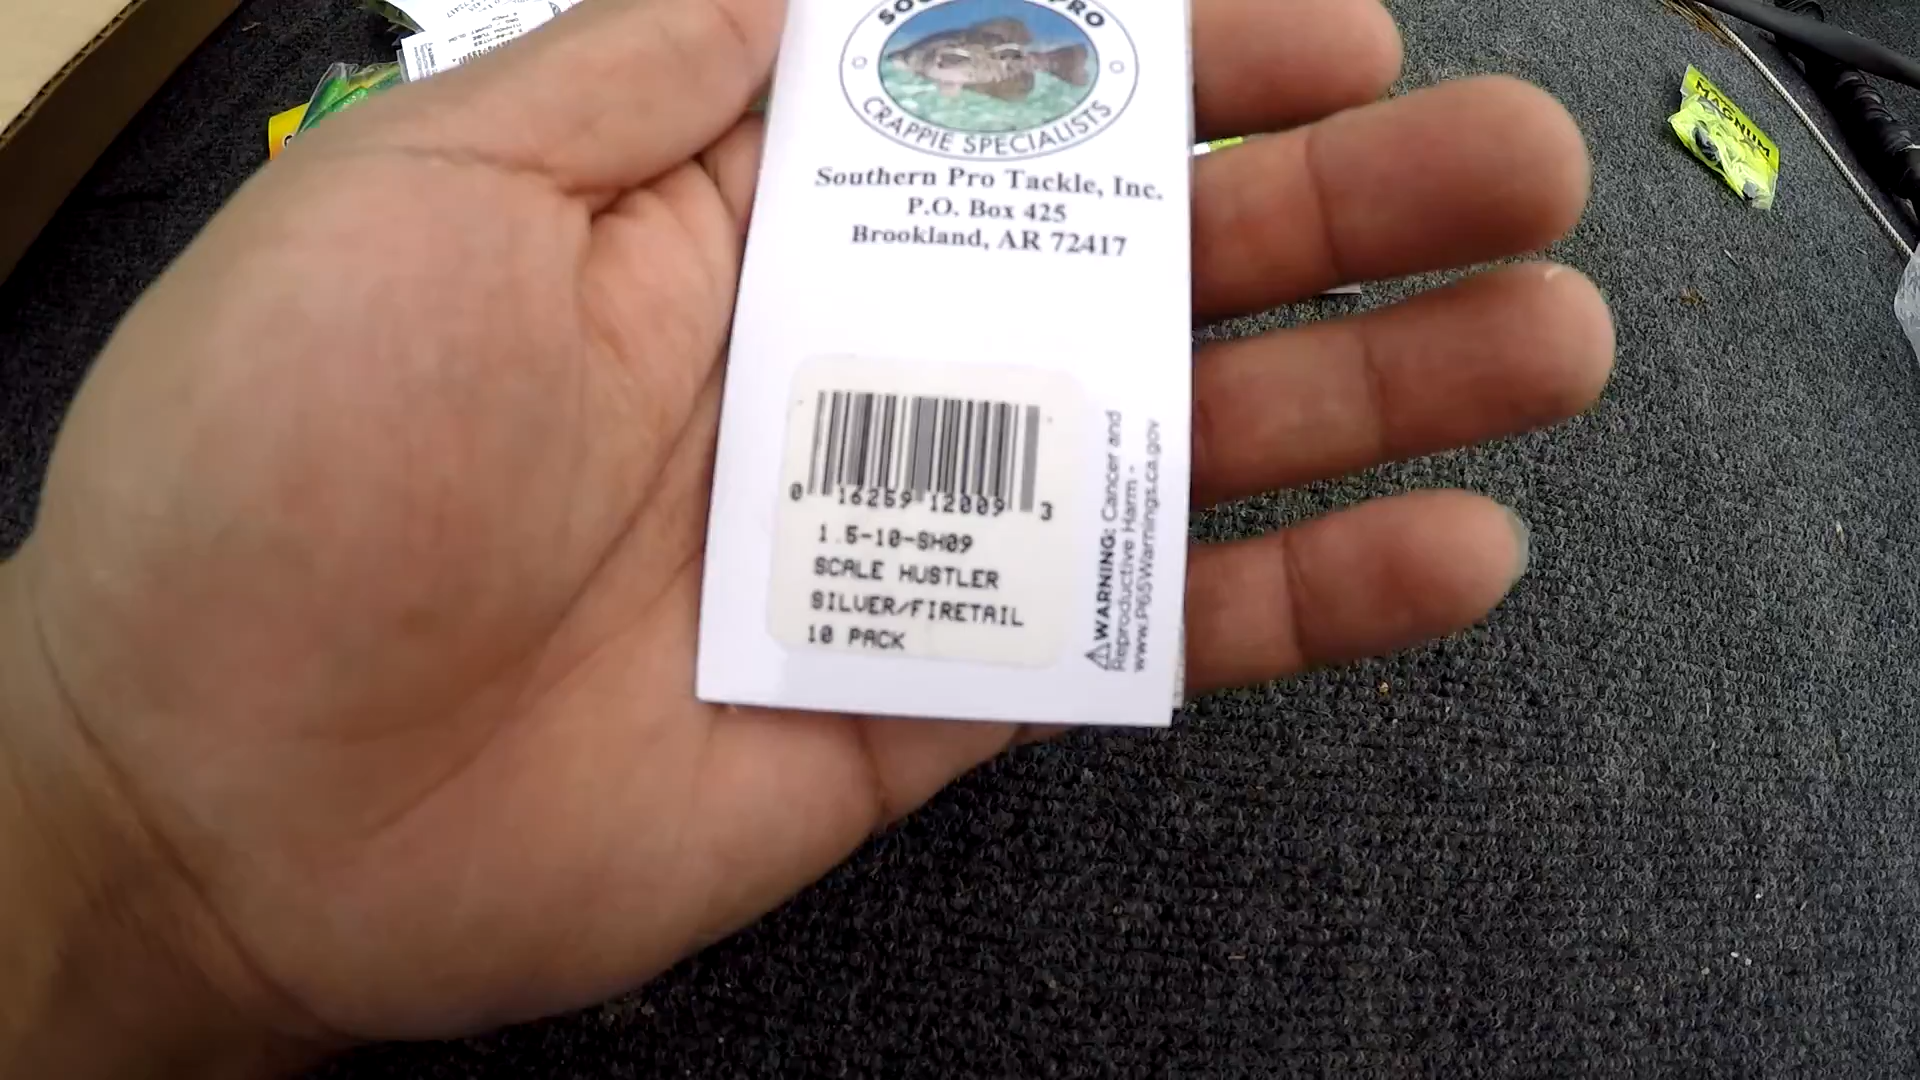 PRO
CRAPPIE SPECIALISTS
Southern Pro Tackle, Inc.
P.O. Box 425
Brookland, AR 72417
0 16259 12009 3
1.5-10-SH09
SCALE HUSTLER
SILVER/FIRETAIL
10 PACK
⚠WARNING: Cancer and
Reproductive Harm -
www.P65Warnings.ca.gov
MAGNUM